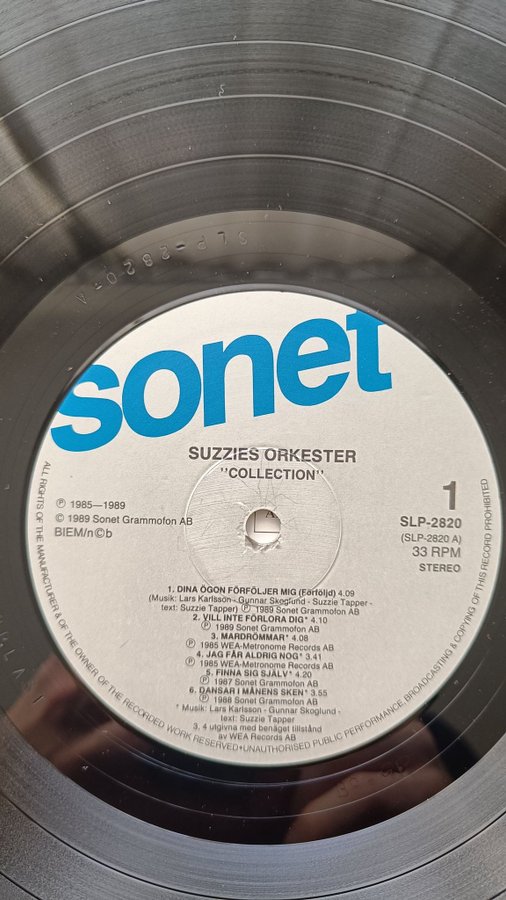 SLP-2820-A
sonet
SUZZIES ORKESTER
"COLLECTION"
Ⓟ 1985—1989
© 1989 Sonet Grammofon AB
BIEM/n©b
1
SLP-2820
(SLP-2820 A)
33 RPM
STEREO
1. DINA ÖGON FÖRFÖLJER MIG (Förföljd) 4.09
(Musik: Lars Karlsson - Gunnar Skoglund - Suzzie Tapper -
text: Suzzie Tapper) Ⓟ 1989 Sonet Grammofon AB
2. VILL INTE FÖRLORA DIG* 4.10
Ⓟ 1989 Sonet Grammofon AB
3. MARDRÖMMAR* 4.08
Ⓟ 1985 WEA-Metronome Records AB
4. JAG FÅR ALDRIG NOG* 3.41
Ⓟ 1985 WEA-Metronome Records AB
5. FINNA SIG SJÄLV* 4.20
Ⓟ 1987 Sonet Grammofon AB
6. DANSAR I MÅNENS SKEN* 3.55
Ⓟ 1988 Sonet Grammofon AB
* Musik: Lars Karlsson - Gunnar Skoglund -
text: Suzzie Tapper
3, 4 utgivna med benäget tillstånd
av WEA Records AB
ALL RIGHTS OF THE MANUFACTURER & OF THE OWNER OF THE RECORDED WORK RESERVED•UNAUTHORISED PUBLIC PERFORMANCE, BROADCASTING & COPYING OF THIS RECORD PROHIBITED